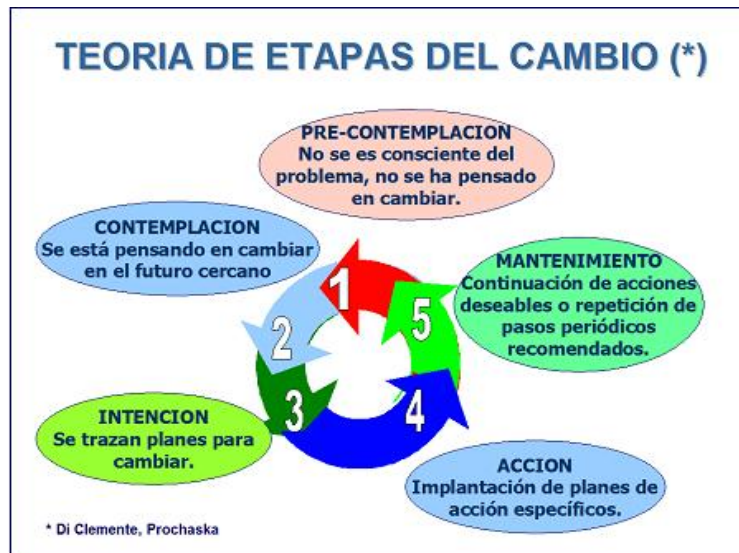 TEORIA DE ETAPAS DEL CAMBIO (*)
PRE-CONTEMPLACION
No se es consciente del
problema, no se ha pensado
en cambiar.
CONTEMPLACION
Se está pensando en cambiar
en el futuro cercano
MANTENIMIENTO
Continuación de acciones
deseables o repetición de
pasos periódicos
recomendados.
1
2
5
3
4
INTENCION
Se trazan planes para
cambiar.
ACCION
Implantación de planes de
acción específicos.
* Di Clemente, Prochaska